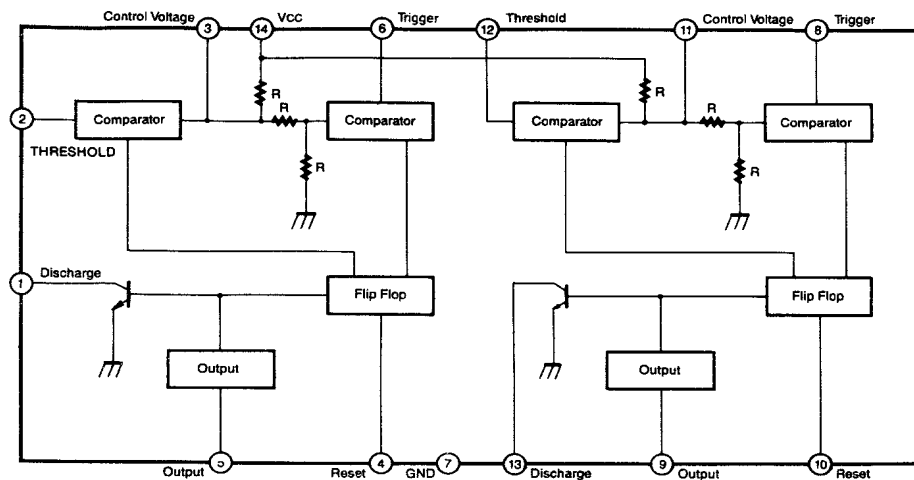 Control Voltage Vcc Trigger Threshold Control Voltage Trigger
3 14 6 12 11 8
R R
R R
2 Comparator Comparator Comparator Comparator
THRESHOLD
R R
1 Discharge
Flip Flop Flip Flop
Output Output
5 4 7 13 9 10
Output Reset GND Discharge Output Reset